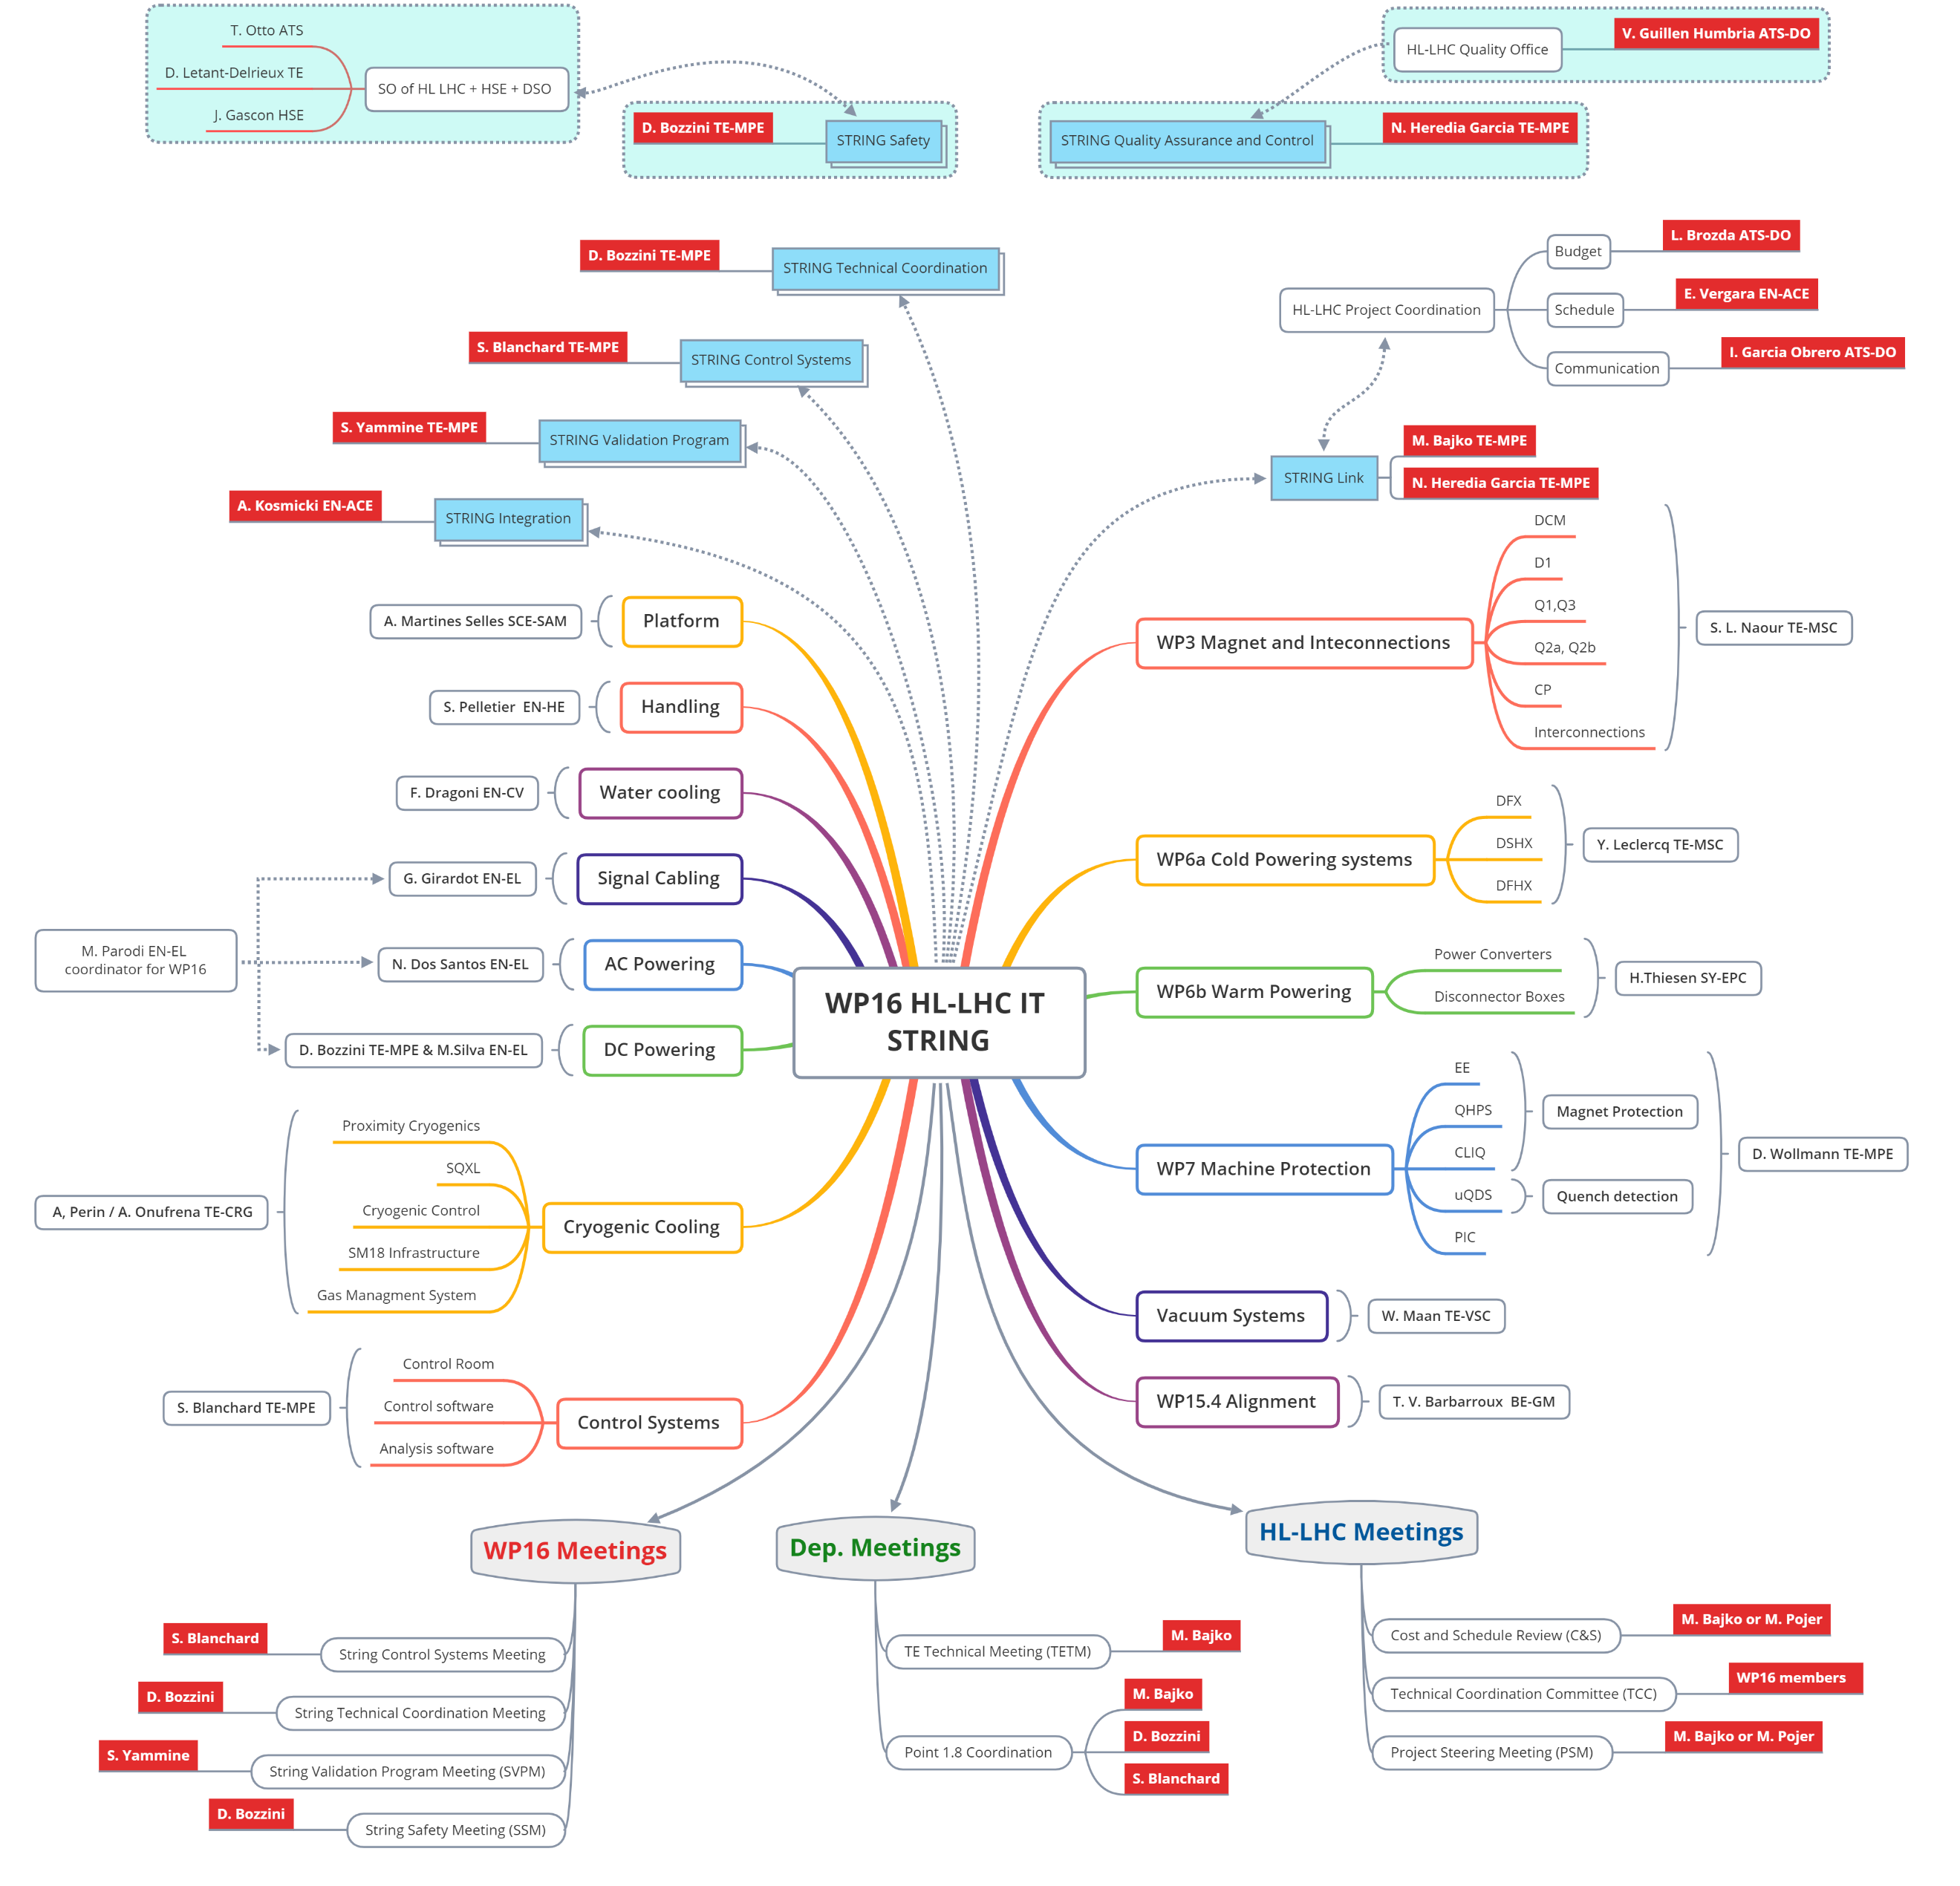 T. Otto ATS
D. Letant-Delrieux TE
J. Gascon HSE
SO of HL LHC + HSE + DSO
D. Bozzini TE-MPE
STRING Safety
HL-LHC Quality Office
V. Guillen Humbria ATS-DO
STRING Quality Assurance and Control
N. Heredia Garcia TE-MPE
D. Bozzini TE-MPE
STRING Technical Coordination
S. Blanchard TE-MPE
STRING Control Systems
S. Yammine TE-MPE
STRING Validation Program
A. Kosmicki EN-ACE
STRING Integration
HL-LHC Project Coordination
Budget
L. Brozda ATS-DO
Schedule
E. Vergara EN-ACE
Communication
I. Garcia Obrero ATS-DO
STRING Link
M. Bajko TE-MPE
N. Heredia Garcia TE-MPE
A. Martines Selles SCE-SAM
Platform
S. Pelletier  EN-HE
Handling
F. Dragoni EN-CV
Water cooling
G. Girardot EN-EL
Signal Cabling
M. Parodi EN-EL
coordinator for WP16
N. Dos Santos EN-EL
AC Powering
D. Bozzini TE-MPE & M.Silva EN-EL
DC Powering
WP16 HL-LHC IT
STRING
WP3 Magnet and Inteconnections
DCM
D1
Q1,Q3
Q2a, Q2b
CP
Interconnections
S. L. Naour TE-MSC
WP6a Cold Powering systems
DFX
DSHX
DFHX
Y. Leclercq TE-MSC
WP6b Warm Powering
Power Converters
Disconnector Boxes
H.Thiesen SY-EPC
WP7 Machine Protection
EE
QHPS
CLIQ
uQDS
PIC
Magnet Protection
Quench detection
D. Wollmann TE-MPE
Vacuum Systems
W. Maan TE-VSC
WP15.4 Alignment
T. V. Barbarroux  BE-GM
A, Perin / A. Onufrena TE-CRG
Proximity Cryogenics
SQXL
Cryogenic Control
SM18 Infrastructure
Gas Managment System
Cryogenic Cooling
S. Blanchard TE-MPE
Control Room
Control software
Analysis software
Control Systems
WP16 Meetings
S. Blanchard
String Control Systems Meeting
D. Bozzini
String Technical Coordination Meeting
S. Yammine
String Validation Program Meeting (SVPM)
D. Bozzini
String Safety Meeting (SSM)
Dep. Meetings
TE Technical Meeting (TETM)
M. Bajko
Point 1.8 Coordination
M. Bajko
D. Bozzini
S. Blanchard
HL-LHC Meetings
Cost and Schedule Review (C&S)
M. Bajko or M. Pojer
Technical Coordination Committee (TCC)
WP16 members
Project Steering Meeting (PSM)
M. Bajko or M. Pojer